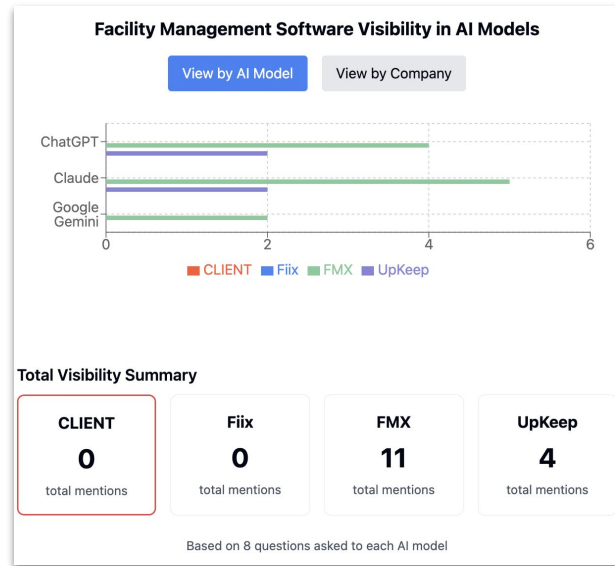 Facility Management Software Visibility in AI Models
View by AI Model View by Company
ChatGPT
Claude
Google
Gemini
0 2 4 6
CLIENT Fiix FMX UpKeep
Total Visibility Summary
CLIENT Fiix FMX UpKeep
0 0 11 4
total mentions total mentions total mentions total mentions
Based on 8 questions asked to each AI model